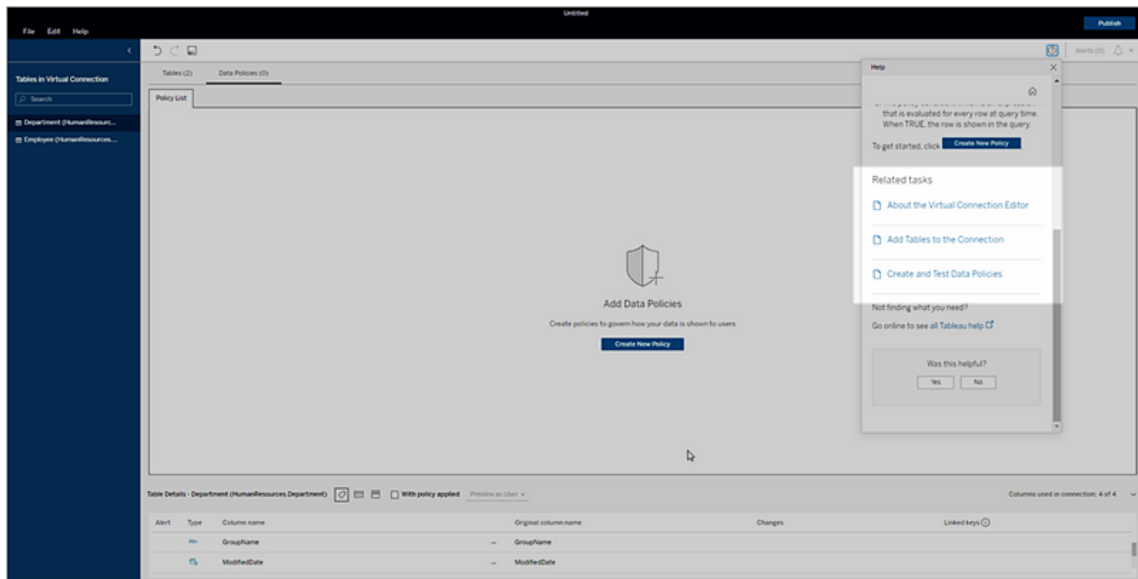 Untitled
File Edit Help
Publish
Alerts (0)
Tables in Virtual Connection
Search
Department (HumanResourc...
Employee (HumanResources....
Tables (2) Data Policies (0)
Policy List
Add Data Policies
Create policies to govern how your data is shown to users
Create New Policy
Help
that is evaluated for every row at query time.
When TRUE, the row is shown in the query.
To get started, click Create New Policy
Related tasks
About the Virtual Connection Editor
Add Tables to the Connection
Create and Test Data Policies
Not finding what you need?
Go online to see all Tableau help
Was this helpful?
Yes No
Table Details - Department (HumanResources.Department) With policy applied Preview as User Columns used in connection: 4 of 4
Alert Type Column name Original column name Changes Linked keys
Abc GroupName GroupName
ModifiedDate ModifiedDate